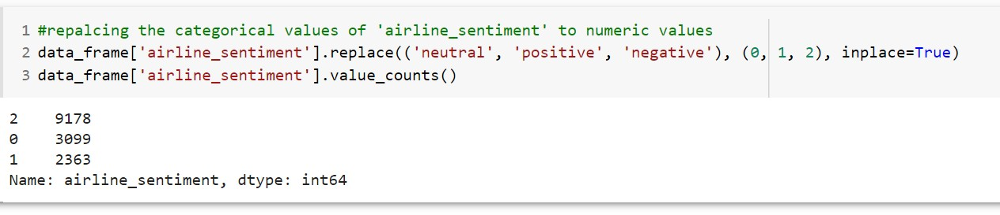 1 #repalcing the categorical values of 'airline_sentiment' to numeric values
2 data_frame['airline_sentiment'].replace(('neutral', 'positive', 'negative'), (0, 1, 2), inplace=True)
3 data_frame['airline_sentiment'].value_counts()
2    9178
0    3099
1    2363
Name: airline_sentiment, dtype: int64